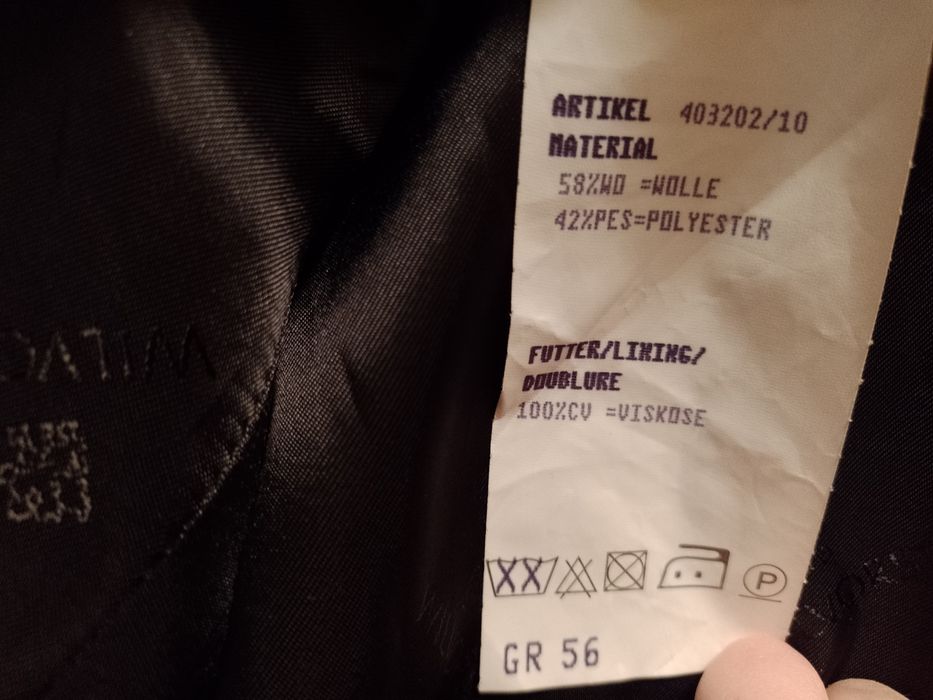 ARTIKEL 403202/10
MATERIAL
58%WO =WOLLE
42%PES=POLYESTER
FUTTER/LINING/
DOUBLURE
100%CV =VISKOSE
P
GR 56